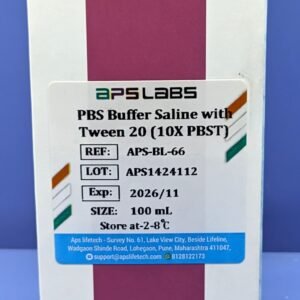 APSLABS
PBS Buffer Saline with
Tween 20 (10X PBST)
REF: APS-BL-66
LOT: APS1424112
Exp: 2026/11
SIZE: 100 mL
Store at-2-8°C
Aps lifetech - Survey No. 61, Lake View City, Beside Lifeline,
Wadgaon Shinde Road, Lohegaon, Pune, Maharashtra 411047,
support@apslifetech.com 8128122173